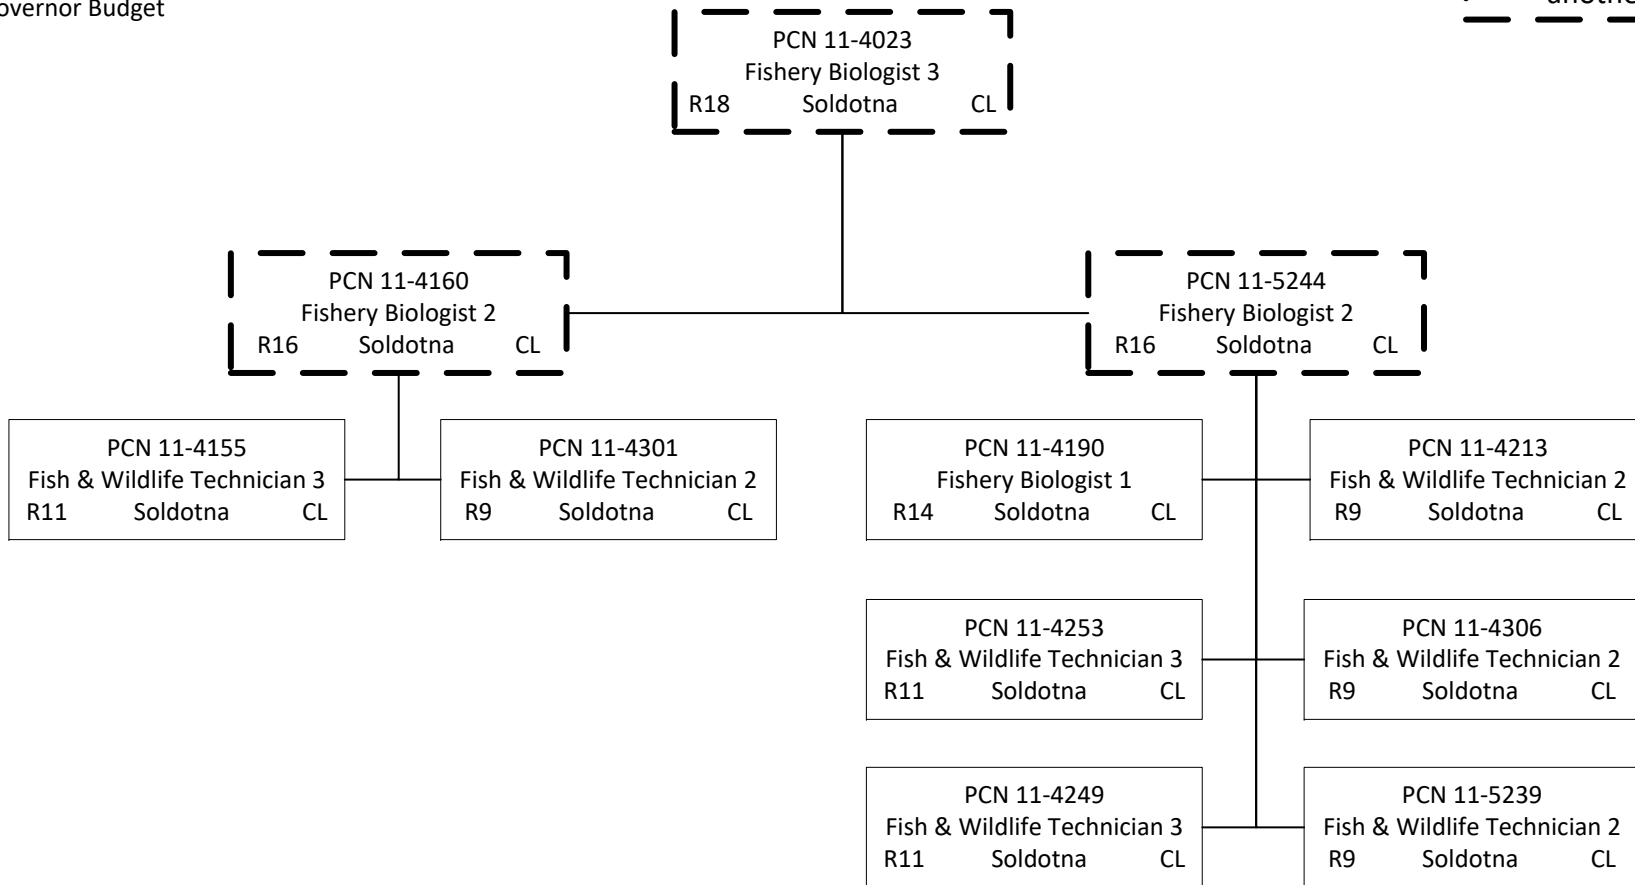 Budget
PCN 11-4023
Fishery Biologist 3
R18 Soldotna CL
PCN 11-4160
Fishery Biologist 2
R16 Soldotna CL
PCN 11-5244
Fishery Biologist 2
R16 Soldotna CL
PCN 11-4155
Fish & Wildlife Technician 3
R11 Soldotna CL
PCN 11-4301
Fish & Wildlife Technician 2
R9 Soldotna CL
PCN 11-4190
Fishery Biologist 1
R14 Soldotna CL
PCN 11-4213
Fish & Wildlife Technician 2
R9 Soldotna CL
PCN 11-4253
Fish & Wildlife Technician 3
R11 Soldotna CL
PCN 11-4306
Fish & Wildlife Technician 2
R9 Soldotna CL
PCN 11-4249
Fish & Wildlife Technician 3
R11 Soldotna CL
PCN 11-5239
Fish & Wildlife Technician 2
R9 Soldotna CL